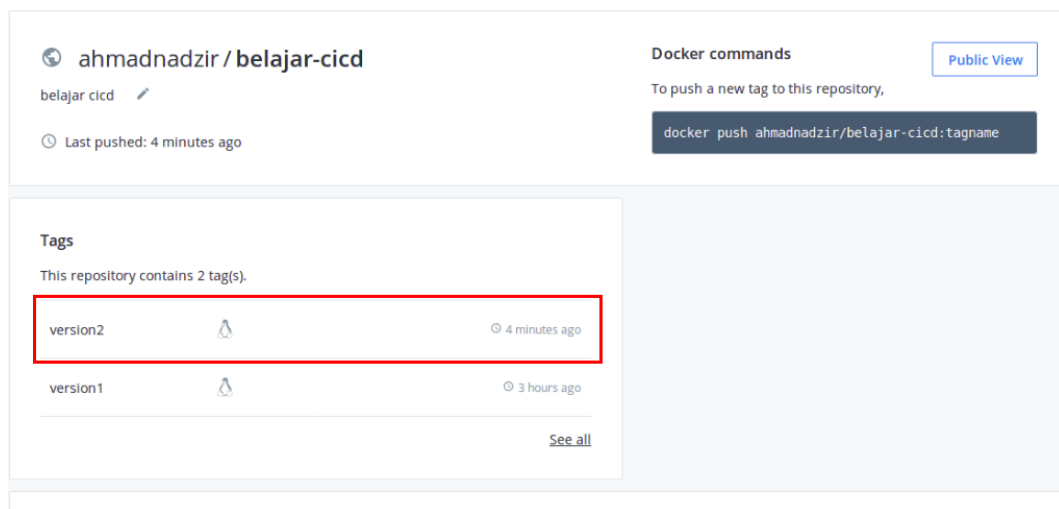 ahmadnadzir / belajar-cicd
belajar cicd
Last pushed: 4 minutes ago
Docker commands
Public View
To push a new tag to this repository,
docker push ahmadnadzir/belajar-cicd:tagname
Tags
This repository contains 2 tag(s).
version2 4 minutes ago
version1 3 hours ago
See all